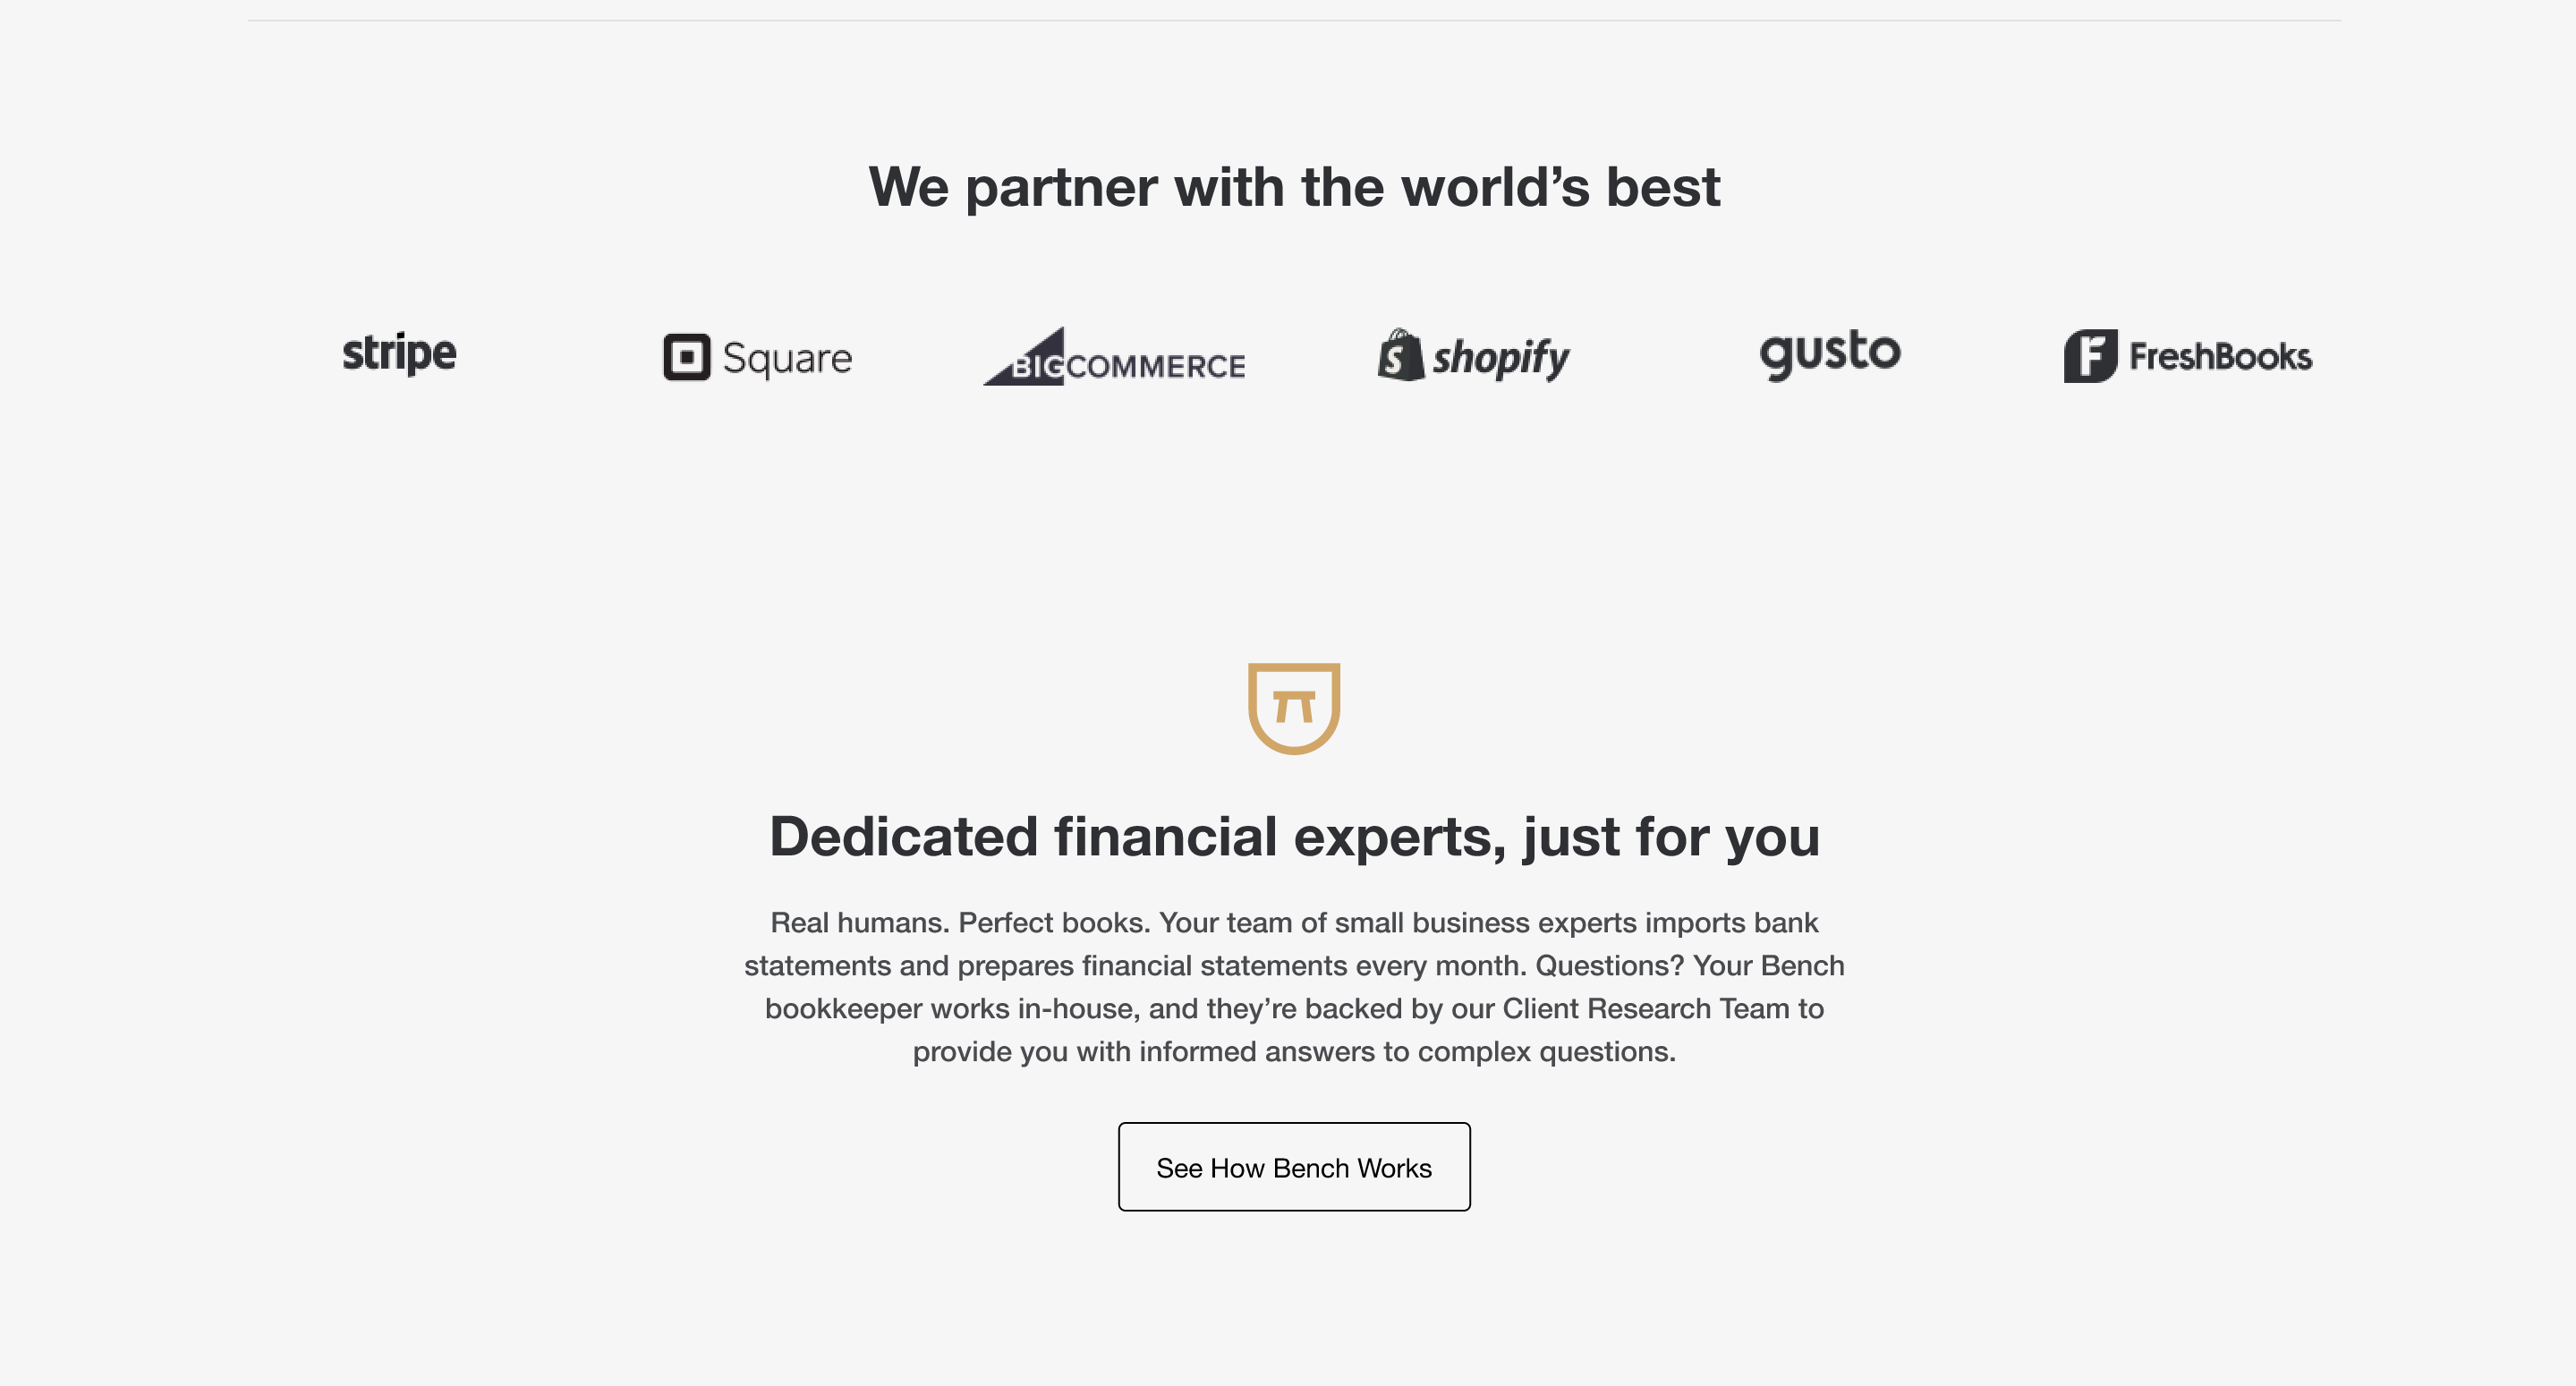 We partner with the world’s best
stripe
Square
BIGCOMMERCE
shopify
gusto
FreshBooks
Dedicated financial experts, just for you
Real humans. Perfect books. Your team of small business experts imports bank
statements and prepares financial statements every month. Questions? Your Bench
bookkeeper works in-house, and they’re backed by our Client Research Team to
provide you with informed answers to complex questions.
See How Bench Works